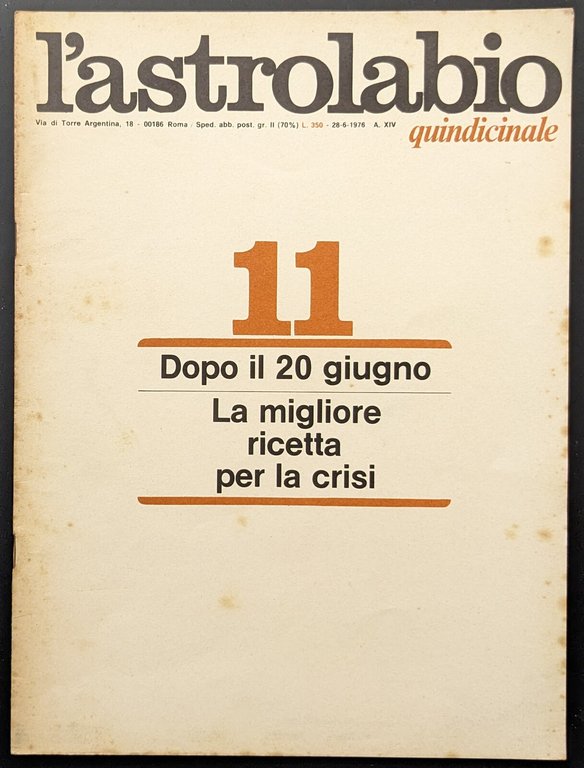 l'astrolabio
Via di Torre Argentina, 18 - 00186 Roma / Sped. abb. post. gr. II (70%) L. 350 - 28-6-1976 A. XIV
quindicinale
11
Dopo il 20 giugno
La migliore
ricetta
per la crisi